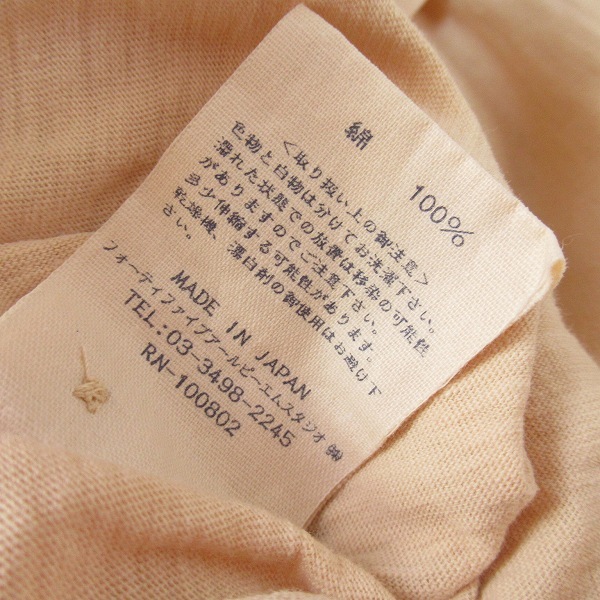 綿 100%
<取り扱い上の御注意>
色物と白物は分けてお洗濯下さい。
濡れた状態での放置は移染の可能性
がありますのでご注意下さい。
多少伸縮する可能性があります。
乾燥機、漂白剤の御使用はお避け下
さい。
MADE IN JAPAN
フォーティファイブアールピーエムスタジオ㈱
TEL:03-3498-2245
RN-100802